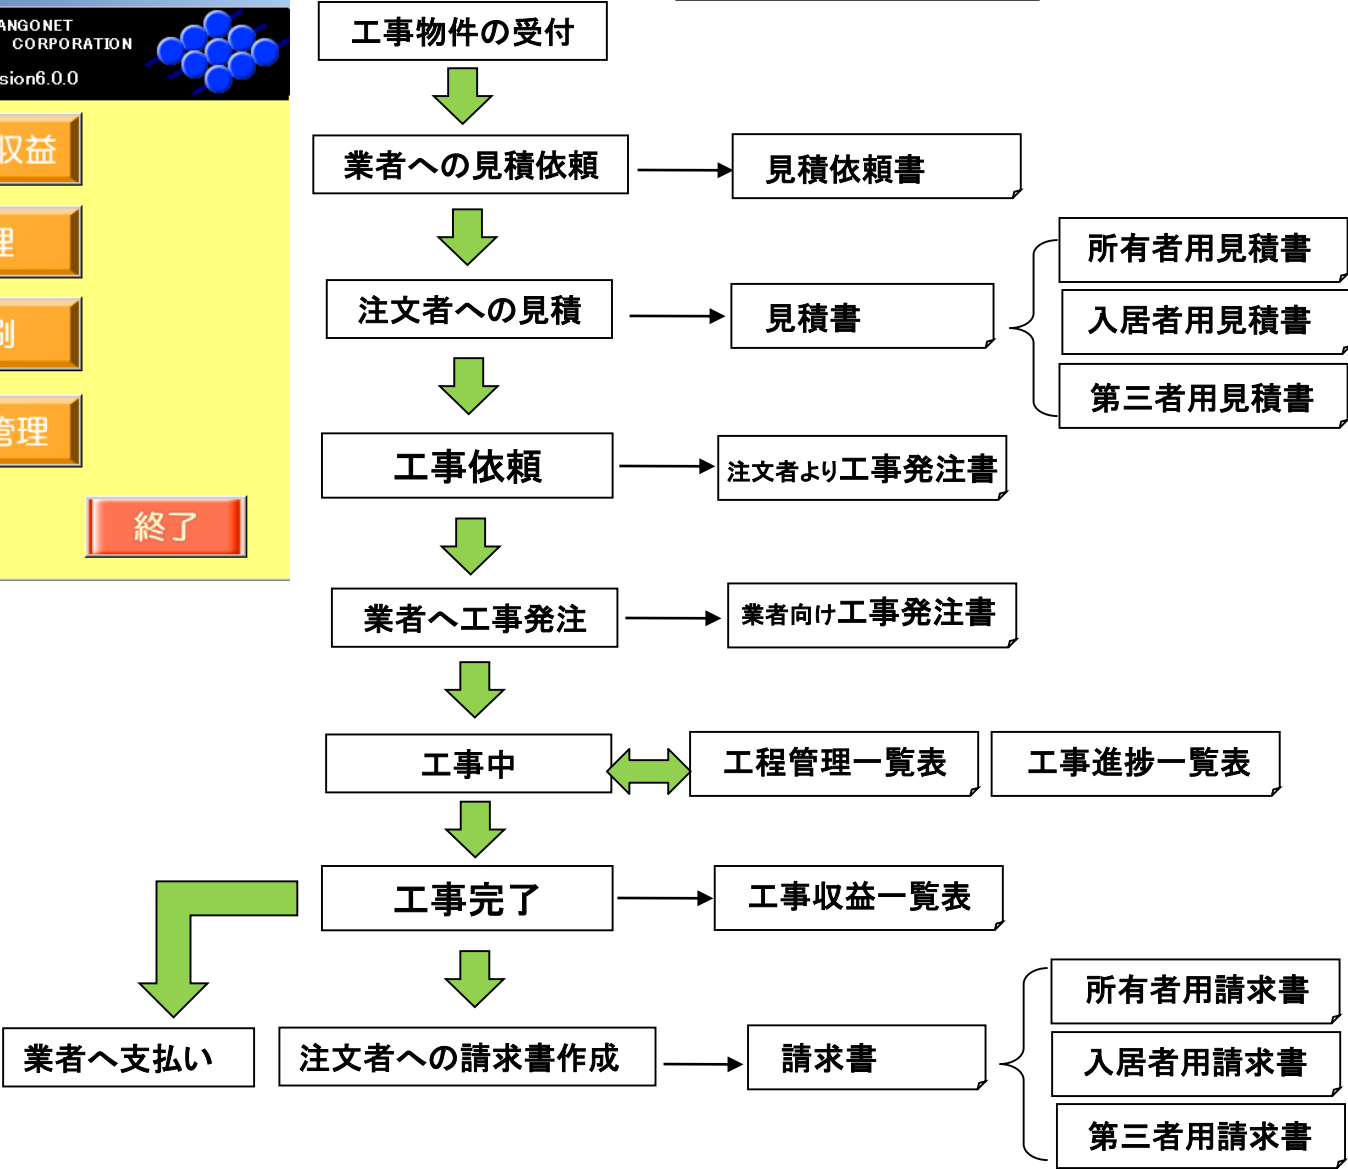 CORPORATION
収益
管理
終了
工事物件の受付
業者への見積依頼
見積依頼書
注文者への見積
見積書
所有者用見積書
入居者用見積書
第三者用見積書
工事依頼
注文者より工事発注書
業者へ工事発注
業者向け工事発注書
工事中
工程管理一覧表
工事進捗一覧表
工事完了
工事収益一覧表
業者へ支払い
注文者への請求書作成
請求書
所有者用請求書
入居者用請求書
第三者用請求書